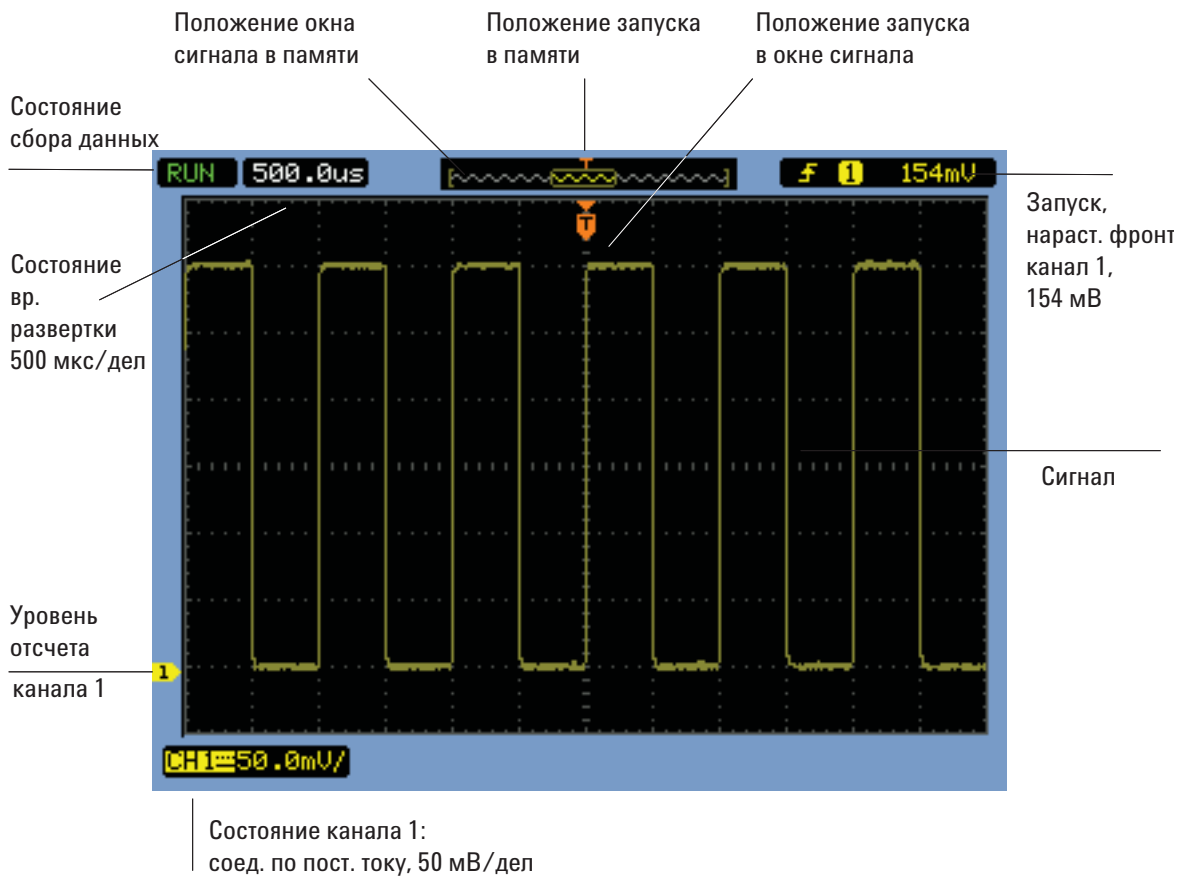 Положение окна
сигнала в памяти
Положение запуска
в памяти
Положение запуска
в окне сигнала
Состояние
сбора данных
RUN
500.0us
T
1
154mV
Запуск,
нараст. фронт
канал 1,
154 мВ
T
Состояние
вр.
развертки
500 мкс/дел
Сигнал
Уровень
отсчета
канала 1
1
CH1 50.0mV/
Состояние канала 1:
соед. по пост. току, 50 мВ/дел